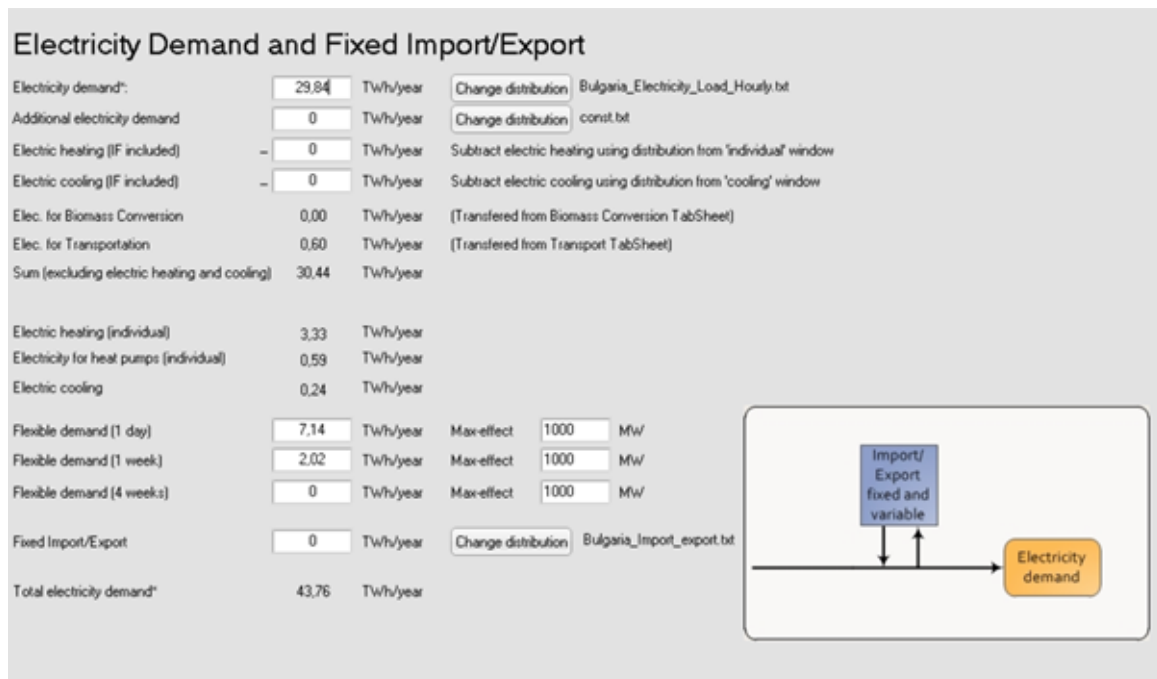 Electricity Demand and Fixed Import/Export
Electricity demand*: 29,84 TWh/year Change distribution Bulgaria_Electricity_Load_Hourly.txt
Additional electricity demand 0 TWh/year Change distribution const.txt
Electric heating (IF included) – 0 TWh/year Subtract electric heating using distribution from 'individual' window
Electric cooling (IF included) – 0 TWh/year Subtract electric cooling using distribution from 'cooling' window
Elec. for Biomass Conversion 0,00 TWh/year (Transfered from Biomass Conversion TabSheet)
Elec. for Transportation 0,60 TWh/year (Transfered from Transport TabSheet)
Sum (excluding electric heating and cooling) 30,44 TWh/year
Electric heating (individual) 3,33 TWh/year
Electricity for heat pumps (individual) 0,59 TWh/year
Electric cooling 0,24 TWh/year
Flexible demand (1 day) 7,14 TWh/year Max-effect 1000 MW
Flexible demand (1 week) 2,02 TWh/year Max-effect 1000 MW
Flexible demand (4 weeks) 0 TWh/year Max-effect 1000 MW
Fixed Import/Export 0 TWh/year Change distribution Bulgaria_Import_export.txt
Total electricity demand* 43,76 TWh/year
Import/
Export
fixed and
variable
Electricity
demand